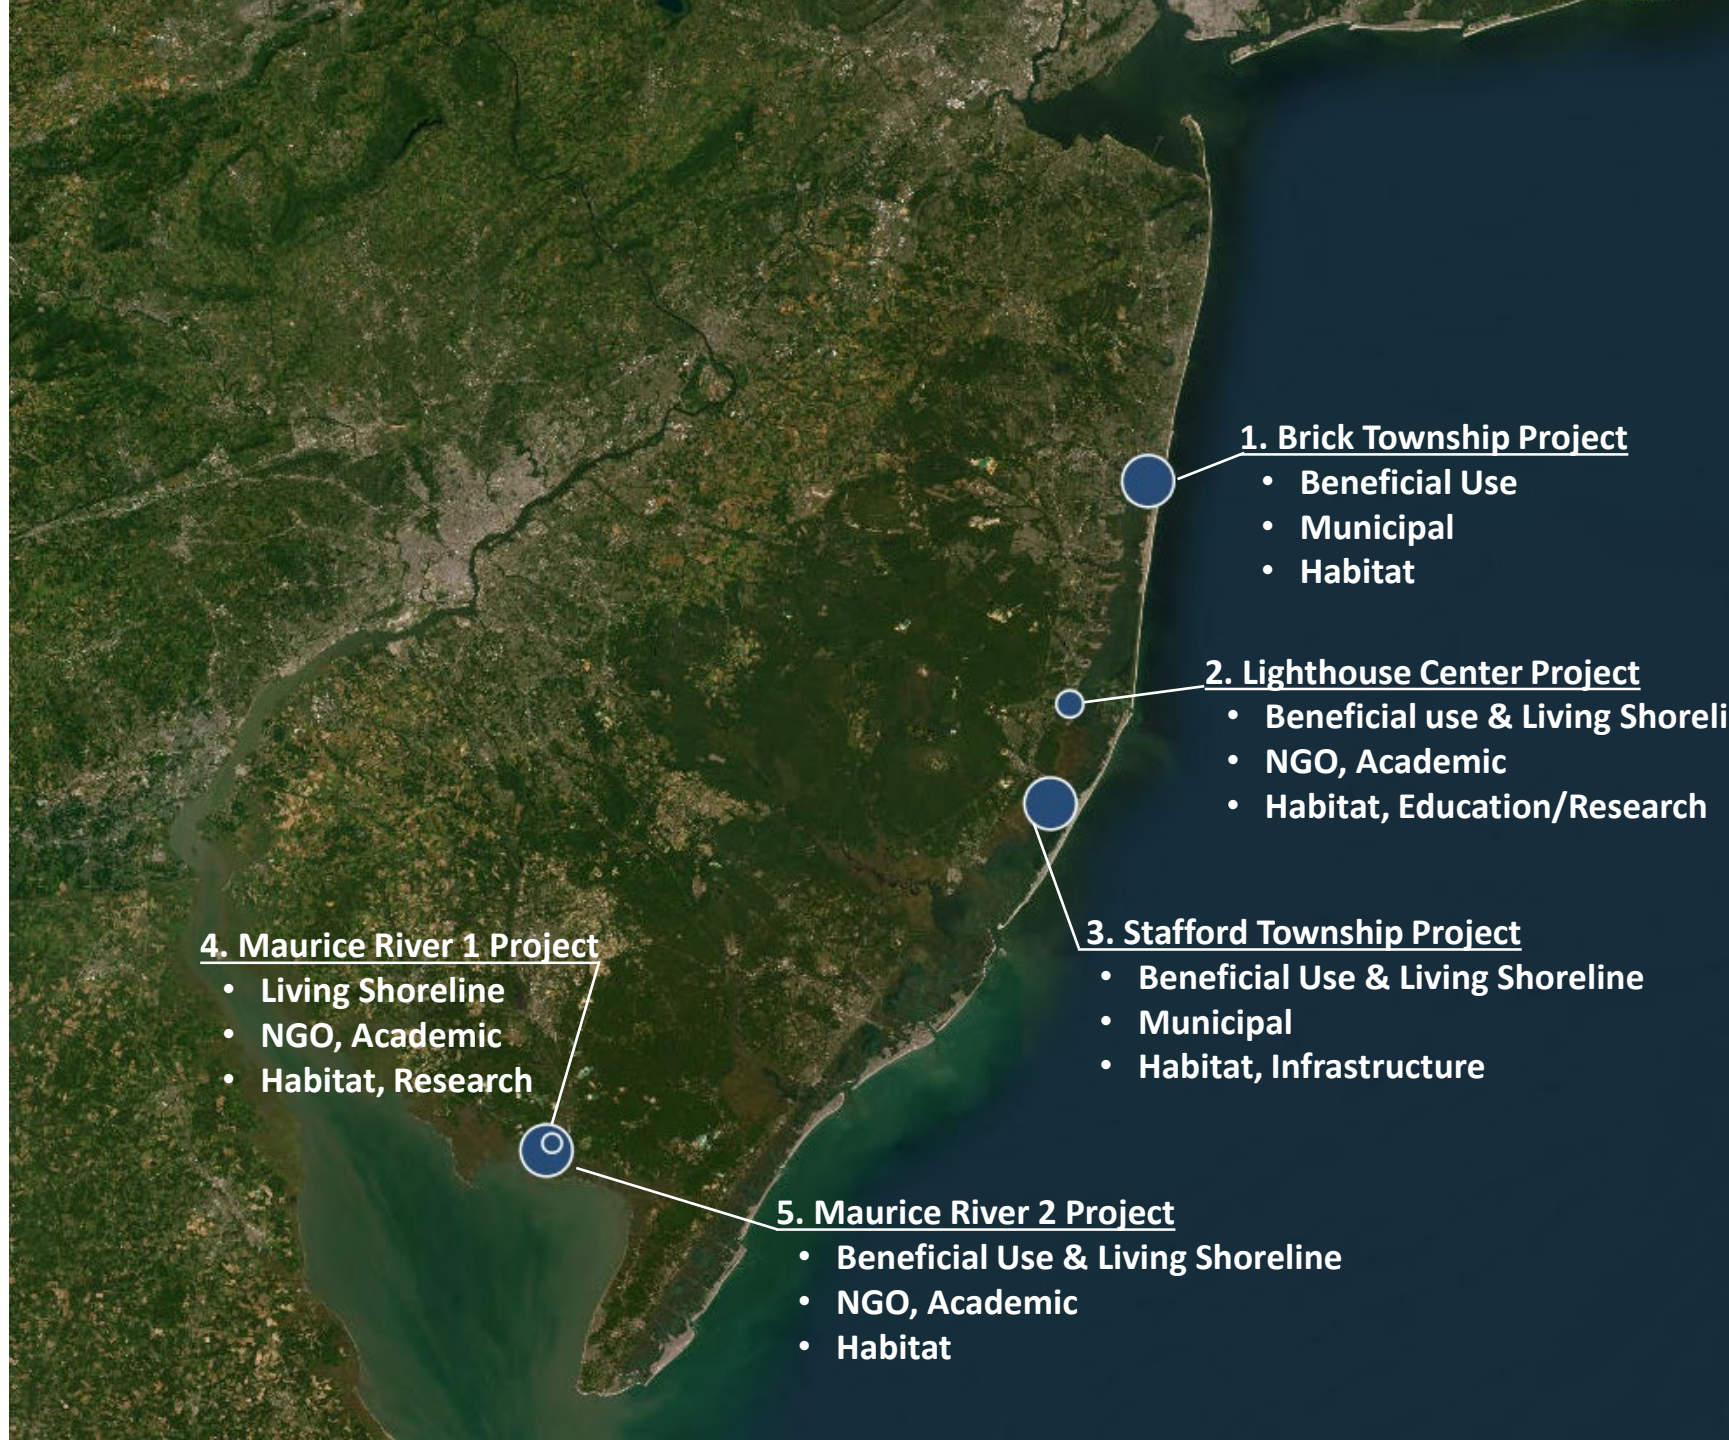 1. Brick Township Project
• Beneficial Use
• Municipal
• Habitat
2. Lighthouse Center Project
• Beneficial use & Living Shoreli
• NGO, Academic
• Habitat, Education/Research
3. Stafford Township Project
• Beneficial Use & Living Shoreline
• Municipal
• Habitat, Infrastructure
4. Maurice River 1 Project
• Living Shoreline
• NGO, Academic
• Habitat, Research
5. Maurice River 2 Project
• Beneficial Use & Living Shoreline
• NGO, Academic
• Habitat